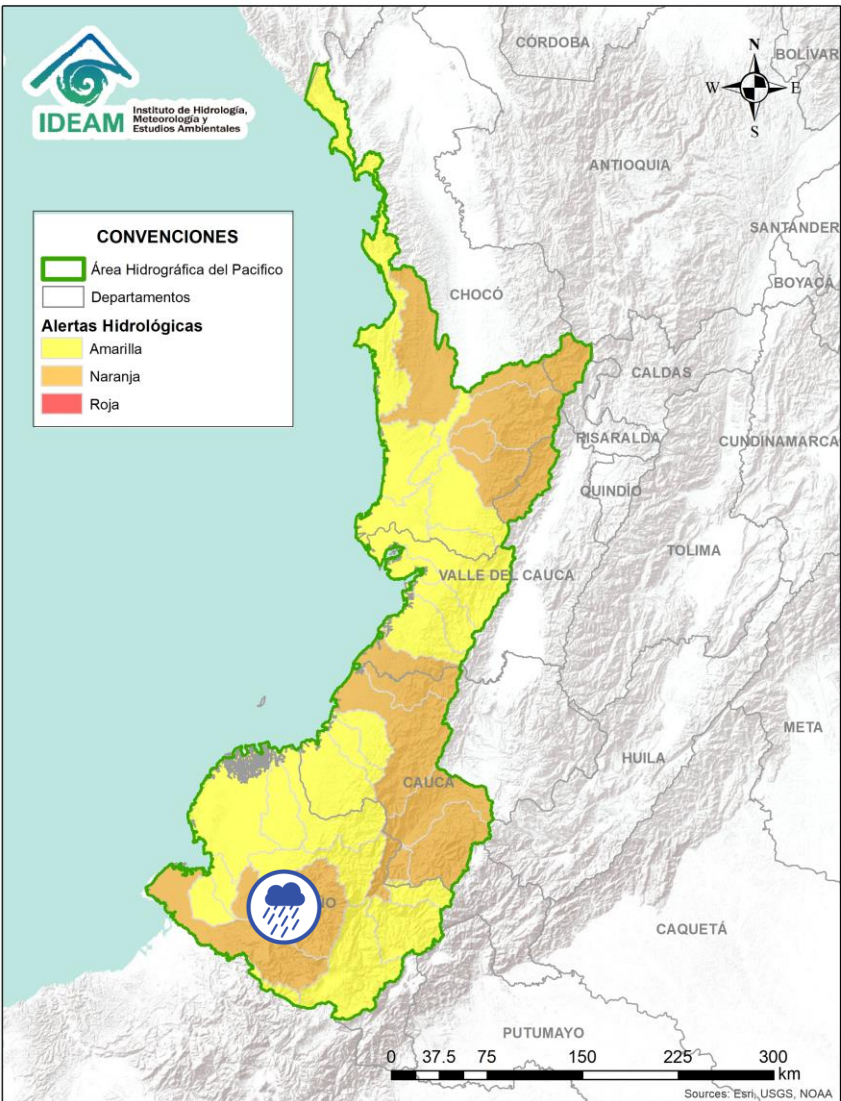 IDEAM
Instituto de Hidrología,
Meteorología y
Estudios Ambientales
N
W
E
S
CÓRDOBA
BOLÍVAR
ANTIOQUIA
SANTANDER
BOYACÁ
CHOCÓ
CONVENCIONES
Área Hidrográfica del Pacifico
Departamentos
Alertas Hidrológicas
Amarilla
Naranja
Roja
CALDAS
RISARALDA
CUNDINAMARCA
QUINDÍO
TOLIMA
VALLE DEL CAUCA
META
HUILA
CAUCA
CAQUETÁ
PUTUMAYO
0 37.5 75 150 225 300
km
Sources: Esri, USGS, NOAA